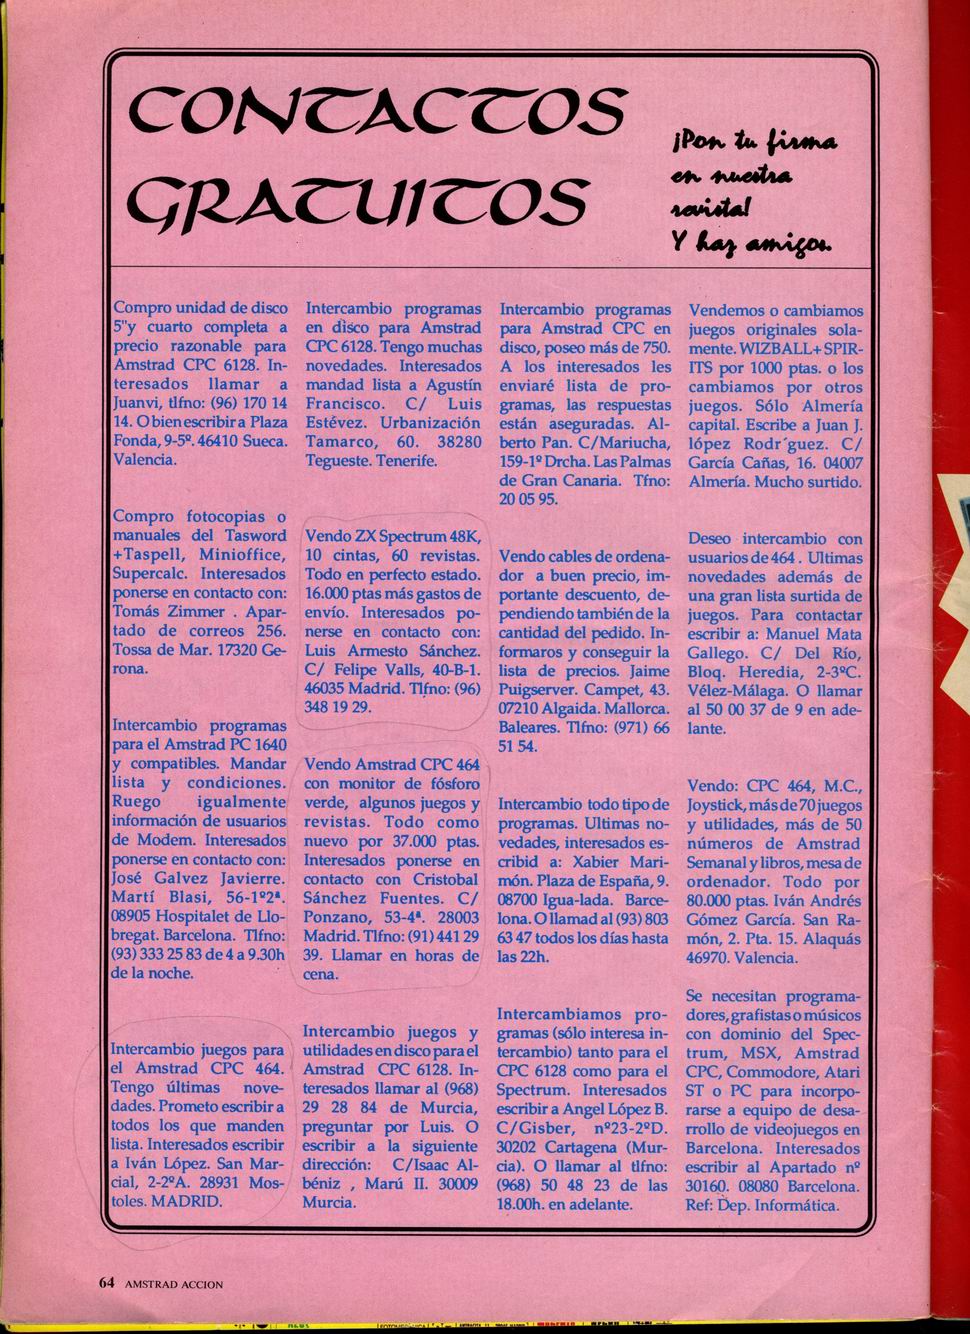 CONTACTOS
GRATUITOS
¡Pon tu firma
en nuestra
revista!
Y haz amigos.
Compro unidad de disco
5"y cuarto completa a
precio razonable para
Amstrad CPC 6128. In-
teresados llamar a
Juanvi, tlfno: (96) 170 14
14. O bien escribir a Plaza
Fonda, 9-5º. 46410 Sueca.
Valencia.
Compro fotocopias o
manuales del Tasword
+Taspell, Minioffice,
Supercalc. Interesados
ponerse en contacto con:
Tomás Zimmer . Apar-
tado de correos 256.
Tossa de Mar. 17320 Ge-
rona.
Intercambio programas
para el Amstrad PC 1640
y compatibles. Mandar
lista y condiciones.
Ruego igualmente
información de usuarios
de Modem. Interesados
ponerse en contacto con:
José Galvez Javierre.
Martí Blasi, 56-1º2ª.
08905 Hospitalet de Llo-
bregat. Barcelona. Tlfno:
(93) 333 25 83 de 4 a 9.30h
de la noche.
Intercambio juegos para
el Amstrad CPC 464.
Tengo últimas nove-
dades. Prometo escribir a
todos los que manden
lista. Interesados escribir
a Iván López. San Mar-
cial, 2-2ºA. 28931 Mos-
toles. MADRID.
Intercambio programas
en disco para Amstrad
CPC 6128. Tengo muchas
novedades. Interesados
mandad lista a Agustín
Francisco. C/ Luis
Estévez. Urbanización
Tamarco, 60. 38280
Tegueste. Tenerife.
Vendo ZX Spectrum 48K,
10 cintas, 60 revistas.
Todo en perfecto estado.
16.000 ptas más gastos de
envío. Interesados po-
nerse en contacto con:
Luis Armesto Sánchez.
C/ Felipe Valls, 40-B-1.
46035 Madrid. Tlfno: (96)
348 19 29.
Vendo Amstrad CPC 464
con monitor de fósforo
verde, algunos juegos y
revistas. Todo como
nuevo por 37.000 ptas.
Interesados ponerse en
contacto con Cristobal
Sánchez Fuentes. C/
Ponzano, 53-4ª. 28003
Madrid. Tlfno: (91) 441 29
39. Llamar en horas de
cena.
Intercambio juegos y
utilidades en disco para el
Amstrad CPC 6128. In-
teresados llamar al (968)
29 28 84 de Murcia,
preguntar por Luis. O
escribir a la siguiente
dirección: C/Isaac Al-
béniz , Marú II. 30009
Murcia.
Intercambio programas
para Amstrad CPC en
disco, poseo más de 750.
A los interesados les
enviaré lista de pro-
gramas, las respuestas
están aseguradas. Al-
berto Pan. C/Mariucha,
159-1º Drcha. Las Palmas
de Gran Canaria. Tfno:
20 05 95.
Vendo cables de ordena-
dor a buen precio, im-
portante descuento, de-
pendiendo también de la
cantidad del pedido. In-
formaros y conseguir la
lista de precios. Jaime
Puigserver. Campet, 43.
07210 Algaida. Mallorca.
Baleares. Tlfno: (971) 66
51 54.
Intercambio todo tipo de
programas. Ultimas no-
vedades, interesados es-
cribid a: Xabier Mari-
món. Plaza de España, 9.
08700 Igua-lada. Barce-
lona. O llamad al (93) 803
63 47 todos los días hasta
las 22h.
Intercambiamos pro-
gramas (sólo interesa in-
tercambio) tanto para el
CPC 6128 como para el
Spectrum. Interesados
escribir a Angel López B.
C/Gisber, nº23-2ºD.
30202 Cartagena (Mur-
cia). O llamar al tlfno:
(968) 50 48 23 de las
18.00h. en adelante.
Vendemos o cambiamos
juegos originales sola-
mente. WIZBALL+ SPIR-
ITS por 1000 ptas. o los
cambiamos por otros
juegos. Sólo Almería
capital. Escribe a Juan J.
lópez Rodr´guez. C/
García Cañas, 16. 04007
Almería. Mucho surtido.
Deseo intercambio con
usuarios de 464 . Ultimas
novedades además de
una gran lista surtida de
juegos. Para contactar
escribir a: Manuel Mata
Gallego. C/ Del Río,
Bloq. Heredia, 2-3ºC.
Vélez-Málaga. O llamar
al 50 00 37 de 9 en ade-
lante.
Vendo: CPC 464, M.C.,
Joystick, más de 70 juegos
y utilidades, más de 50
números de Amstrad
Semanal y libros, mesa de
ordenador. Todo por
80.000 ptas. Iván Andrés
Gómez García. San Ra-
món, 2. Pta. 15. Alaquás
46970. Valencia.
Se necesitan programa-
dores, grafistas o músicos
con dominio del Spec-
trum, MSX, Amstrad
CPC, Commodore, Atari
ST o PC para incorpo-
rarse a equipo de desa-
rrollo de videojuegos en
Barcelona. Interesados
escribir al Apartado nº
30160. 08080 Barcelona.
Ref: Dep. Informática.
64 AMSTRAD ACCION